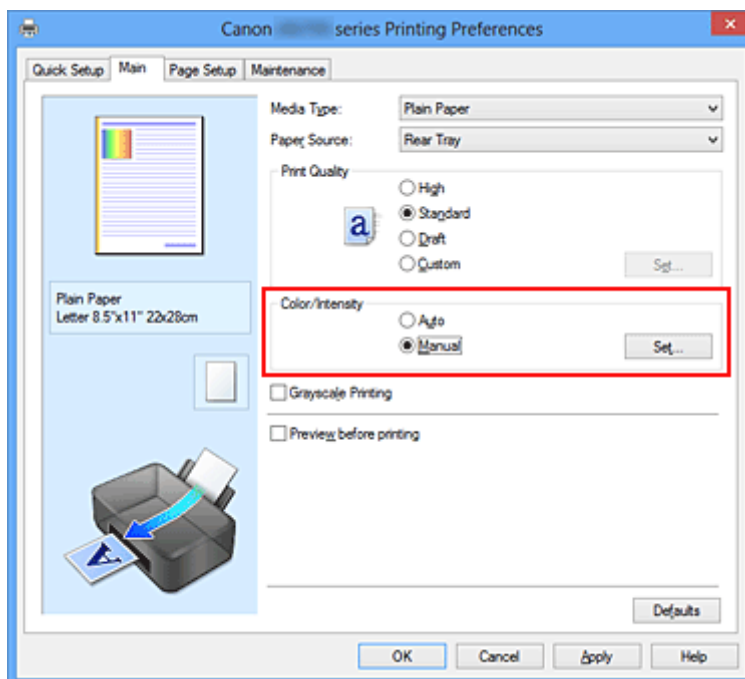 Canon series Printing Preferences
Quick Setup Main Page Setup Maintenance
Media Type: Plain Paper
Paper Source: Rear Tray
Print Quality
High
a Standard
Draft
Custom Set...
Plain Paper
Letter 8.5"x11" 22x28cm
Color/Intensity
Auto
Manual Set...
Grayscale Printing
Preview before printing
A
Defaults
OK Cancel Apply Help